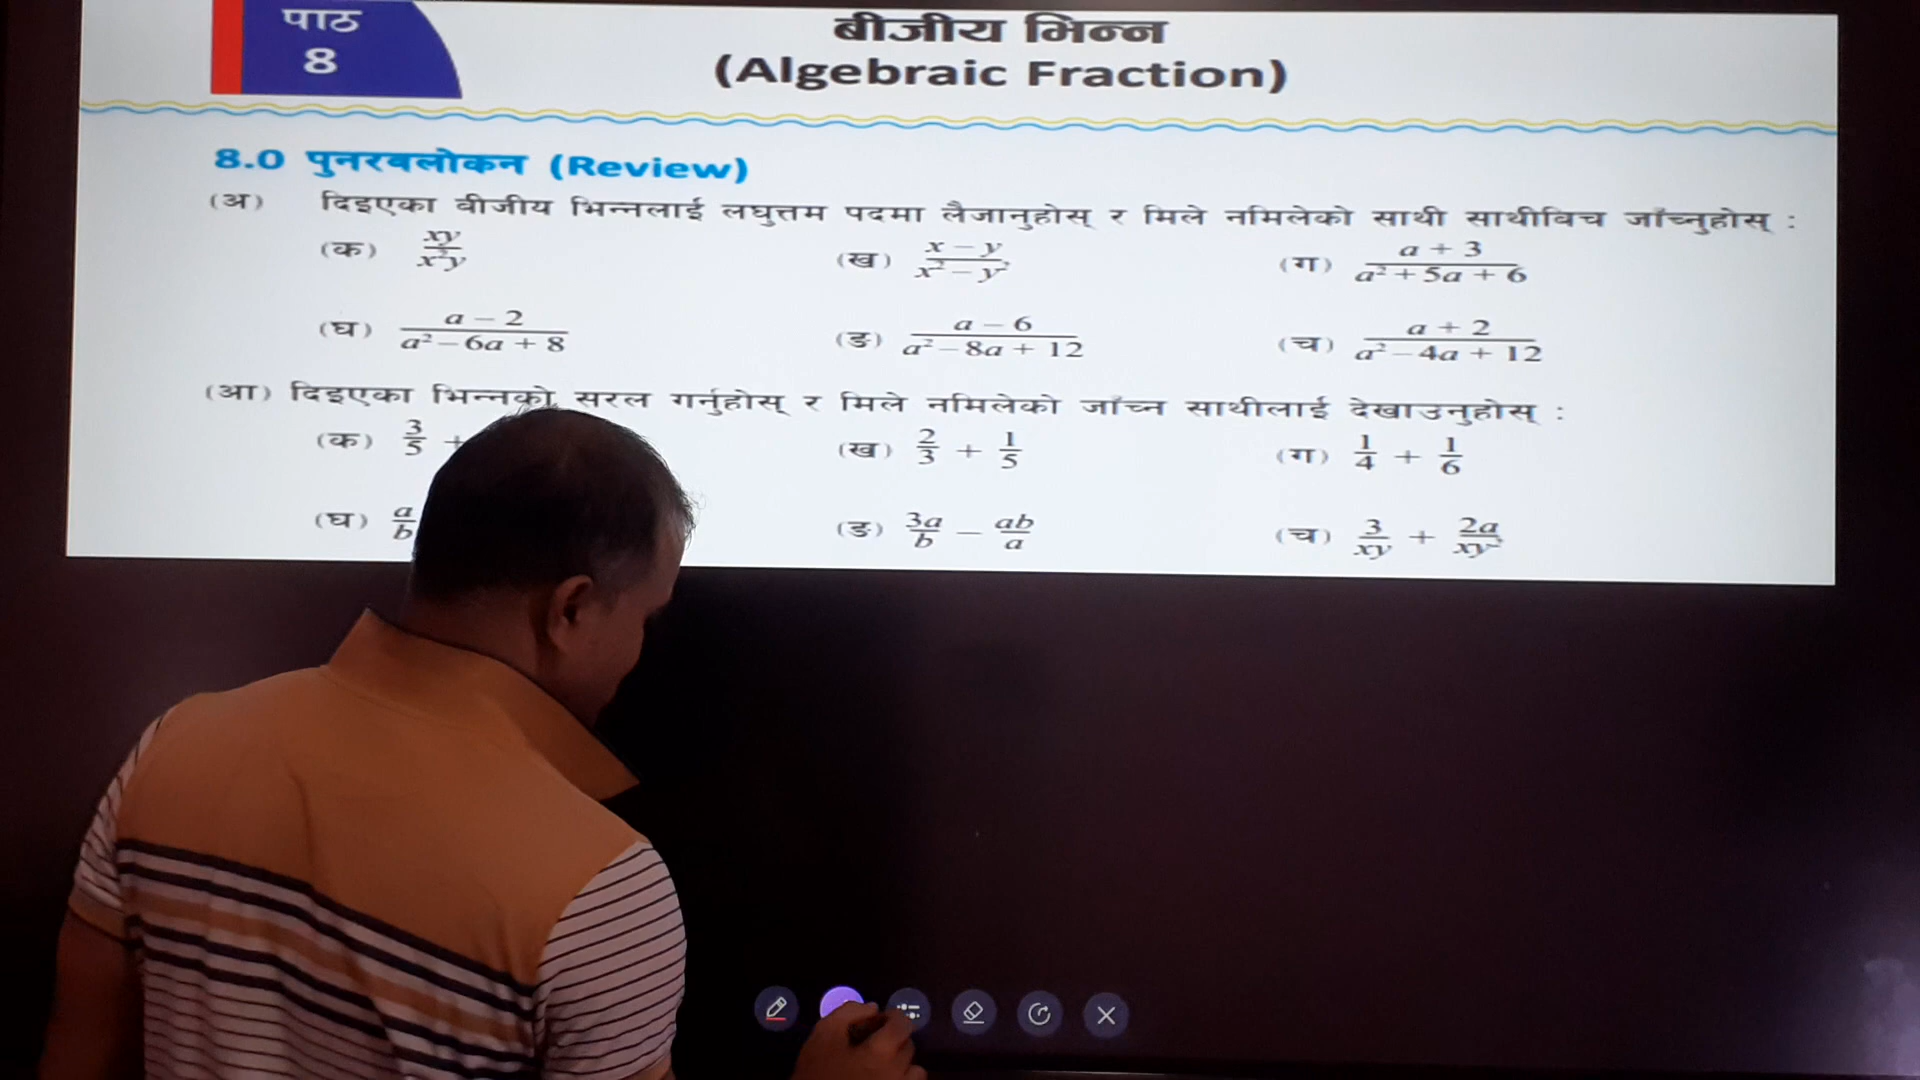 पाठ
8
बीजीय भिन्न
(Algebraic Fraction)
8.0 पुनरवलोकन (Review)
(अ) दिइएका बीजीय भिन्नलाई लघुत्तम पदमा लैजानुहोस् र मिले नमिलेको साथी साथीबिच जाँच्नुहोस् :
(क) xy/x²y (ख) x − y/x² − y² (ग) a + 3/a² + 5a + 6
(घ) a − 2/a² − 6a + 8 (ङ) a − 6/a² − 8a + 12 (च) a + 2/a² − 4a + 12
(आ) दिइएका भिन्नको सरल गर्नुहोस् र मिले नमिलेको जाँच्न साथीलाई देखाउनुहोस् :
(क) 3/5 + (ख) 2/3 + 1/5 (ग) 1/4 + 1/6
(घ) a/b (ङ) 3a/b − ab/a (च) 3/xy + 2a/xy²